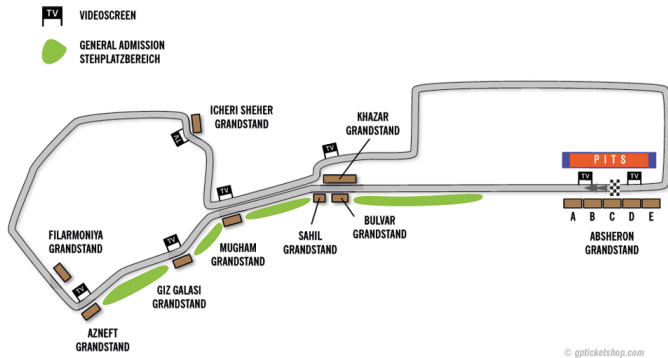 TV
VIDEOSCREEN
GENERAL ADMISSION
STEHPLATZBEREICH
ICHERI SHEHER
GRANDSTAND
TV
KHAZAR
GRANDSTAND
TV
TV
PITS
TV
TV
A B C D E
ABSHERON
GRANDSTAND
SAHIL
GRANDSTAND
BULVAR
GRANDSTAND
MUGHAM
GRANDSTAND
TV
GIZ GALASI
GRANDSTAND
FILARMONIYA
GRANDSTAND
TV
AZNEFT
GRANDSTAND
© gpticketshop.com